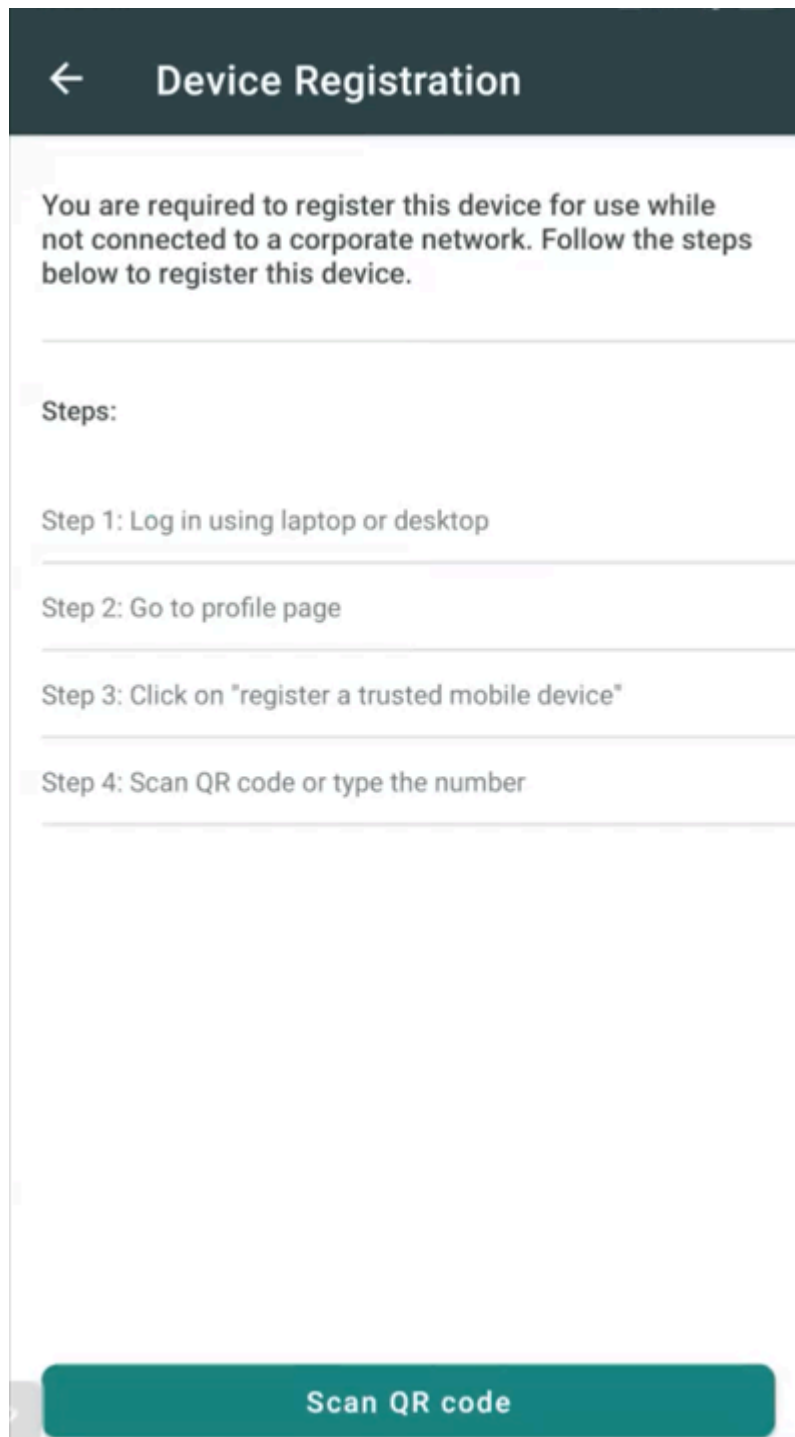 Device Registration
You are required to register this device for use while
not connected to a corporate network. Follow the steps
below to register this device.
Steps:
Step 1: Log in using laptop or desktop
Step 2: Go to profile page
Step 3: Click on "register a trusted mobile device"
Step 4: Scan QR code or type the number
Scan QR code